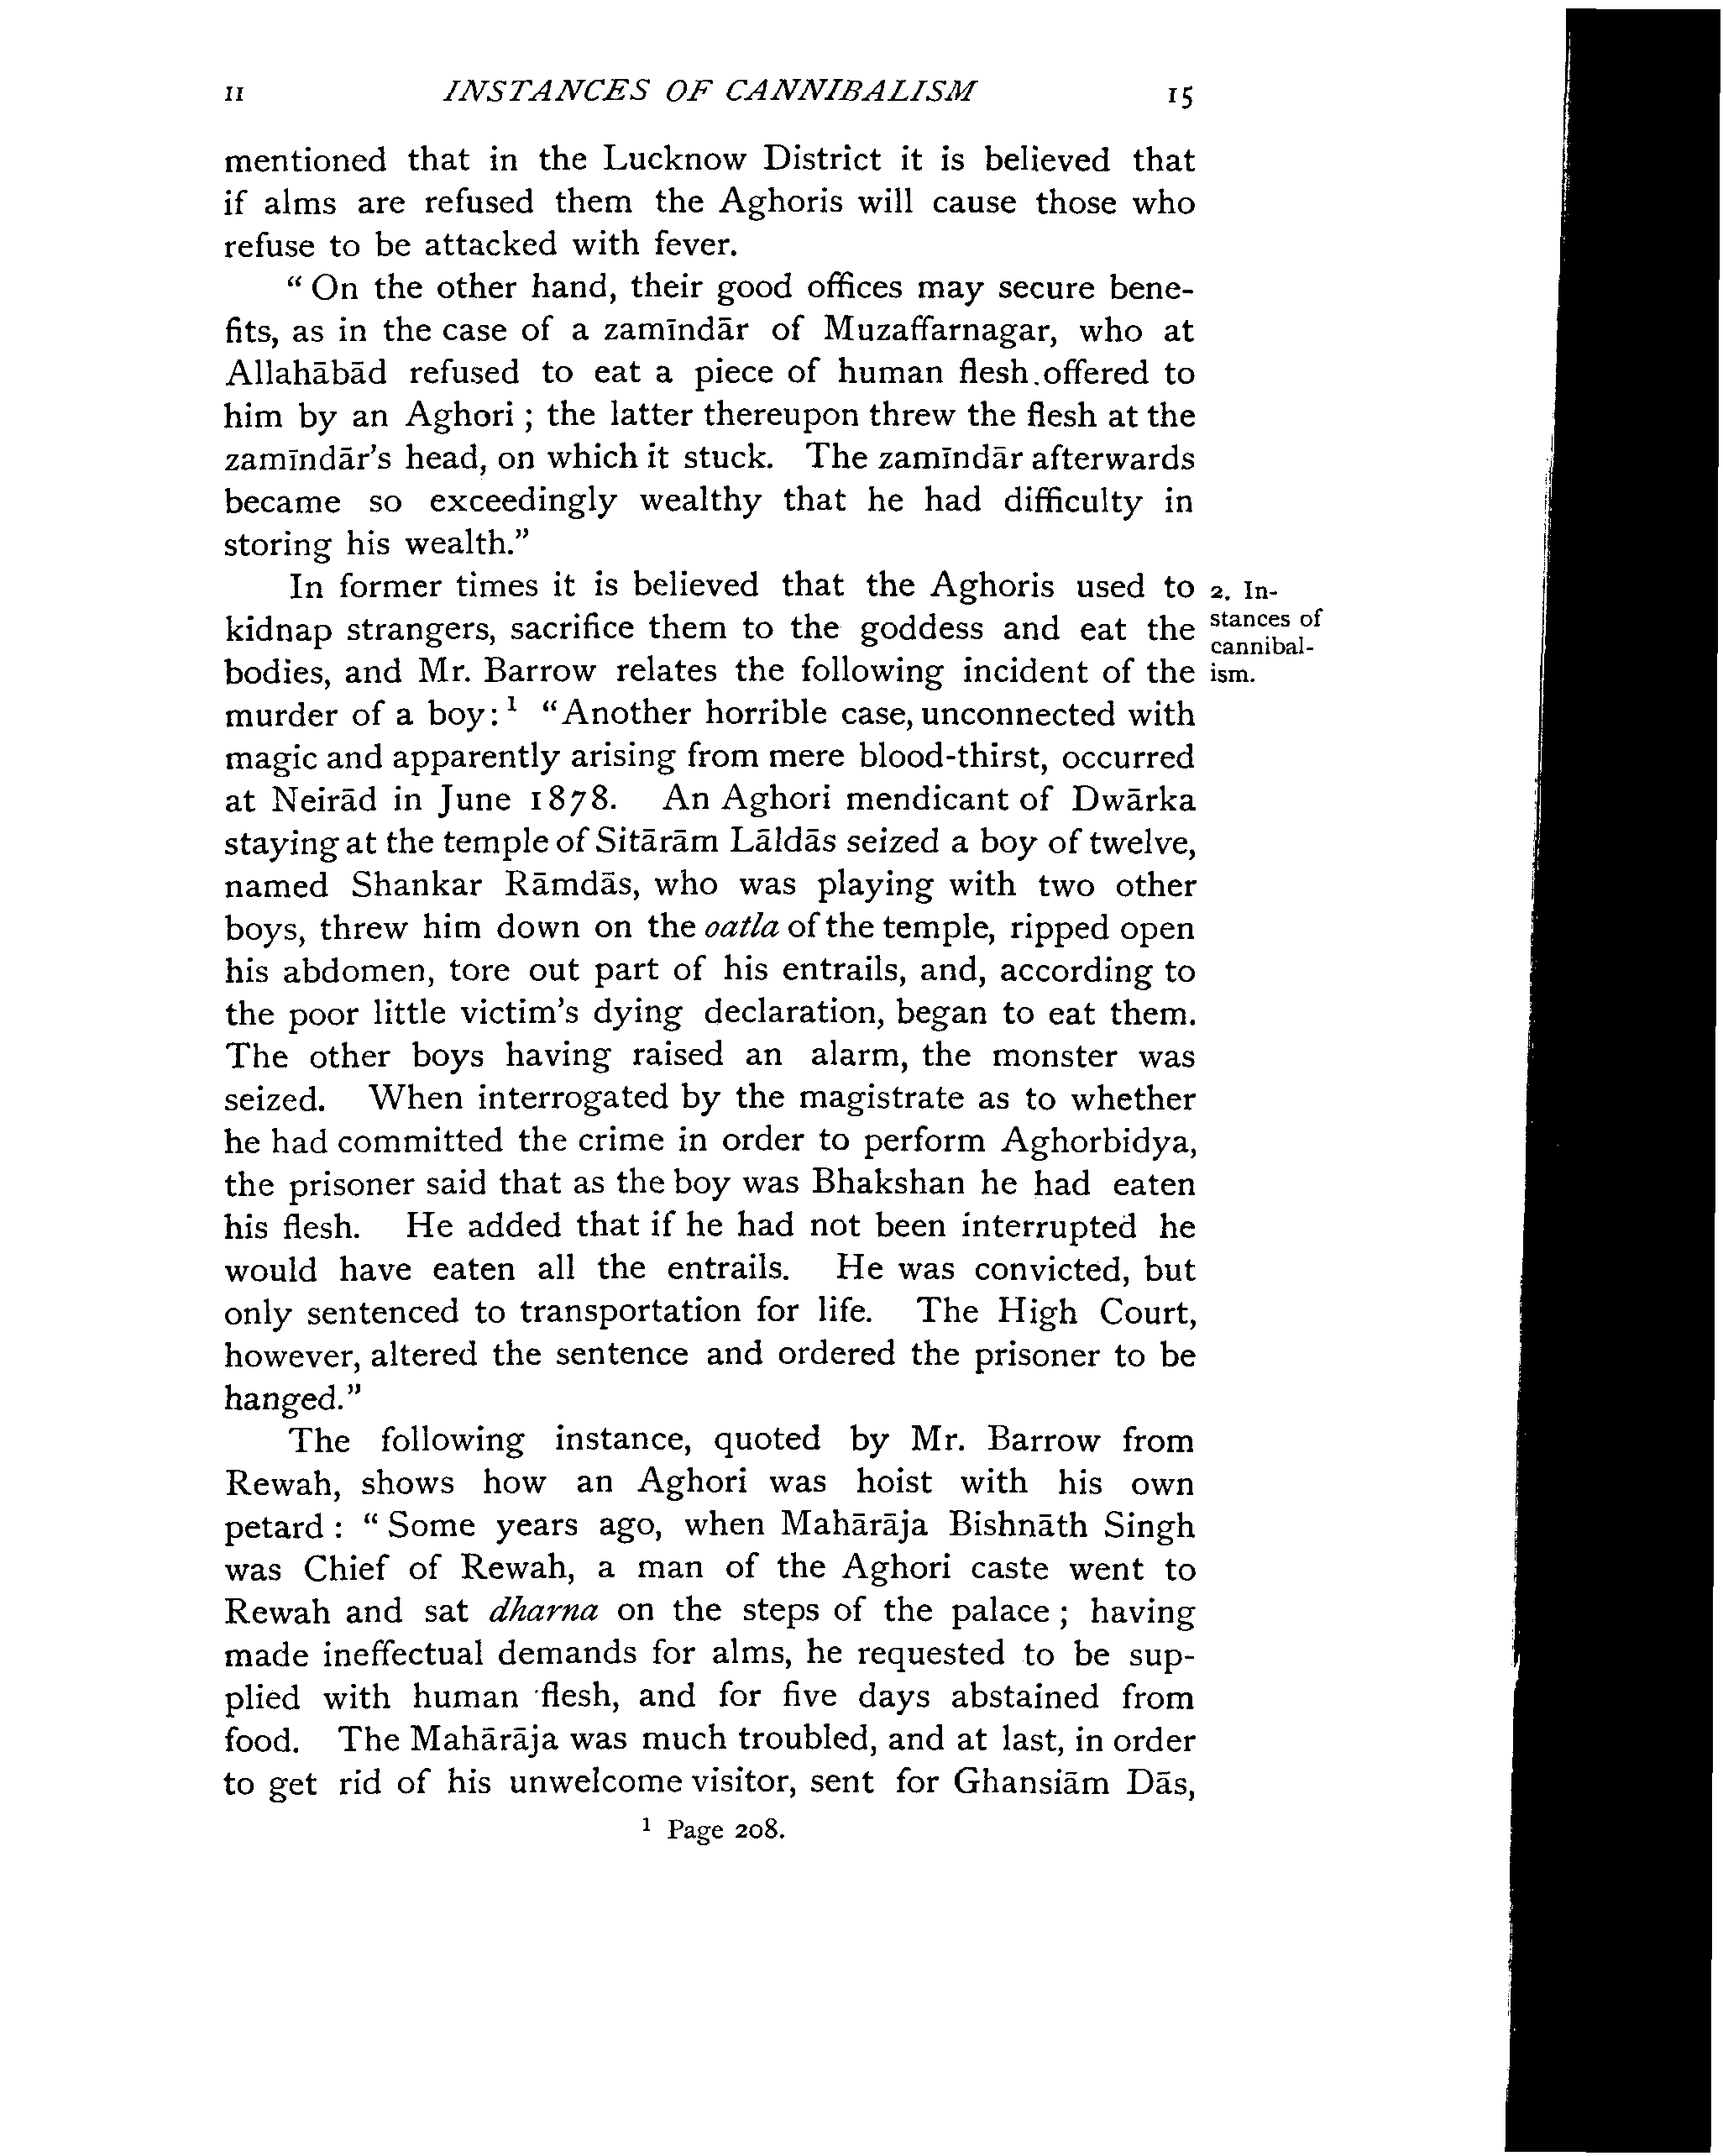 II INSTANCES OF CANNIBALISM 15
mentioned that in the Lucknow District it is believed that
if alms are refused them the Aghoris will cause those who
refuse to be attacked with fever.
“ On the other hand, their good offices may secure bene-
fits, as in the case of a zamīndār of Muzaffarnagar, who at
Allahābād refused to eat a piece of human flesh.offered to
him by an Aghori ; the latter thereupon threw the flesh at the
zamīndār's head, on which it stuck. The zamīndār afterwards
became so exceedingly wealthy that he had difficulty in
storing his wealth.”
In former times it is believed that the Aghoris used to
kidnap strangers, sacrifice them to the goddess and eat the
bodies, and Mr. Barrow relates the following incident of the
murder of a boy: ¹ “Another horrible case, unconnected with
magic and apparently arising from mere blood-thirst, occurred
at Neirād in June 1878. An Aghori mendicant of Dwārka
staying at the temple of Sitārām Lāldās seized a boy of twelve,
named Shankar Rāmdās, who was playing with two other
boys, threw him down on the oatla of the temple, ripped open
his abdomen, tore out part of his entrails, and, according to
the poor little victim's dying declaration, began to eat them.
The other boys having raised an alarm, the monster was
seized. When interrogated by the magistrate as to whether
he had committed the crime in order to perform Aghorbidya,
the prisoner said that as the boy was Bhakshan he had eaten
his flesh. He added that if he had not been interrupted he
would have eaten all the entrails. He was convicted, but
only sentenced to transportation for life. The High Court,
however, altered the sentence and ordered the prisoner to be
hanged.”
The following instance, quoted by Mr. Barrow from
Rewah, shows how an Aghori was hoist with his own
petard : “ Some years ago, when Mahārāja Bishnāth Singh
was Chief of Rewah, a man of the Aghori caste went to
Rewah and sat dharna on the steps of the palace ; having
made ineffectual demands for alms, he requested to be sup-
plied with human flesh, and for five days abstained from
food. The Mahārāja was much troubled, and at last, in order
to get rid of his unwelcome visitor, sent for Ghansiām Dās,
2. In-
stances of
cannibal-
ism.
¹ Page 208.